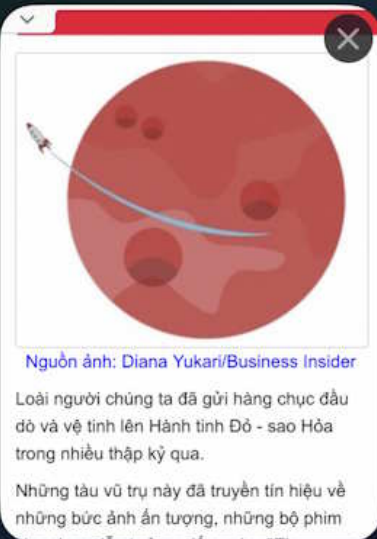 Nguồn ảnh: Diana Yukari/Business Insider
Loài người chúng ta đã gửi hàng chục đầu
dò và vệ tinh lên Hành tinh Đỏ - sao Hỏa
trong nhiều thập kỷ qua.
Những tàu vũ trụ này đã truyền tín hiệu về
những bức ảnh ấn tượng, những bộ phim